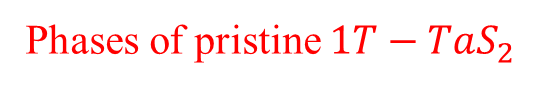 Phases of pristine 1T − TaS₂